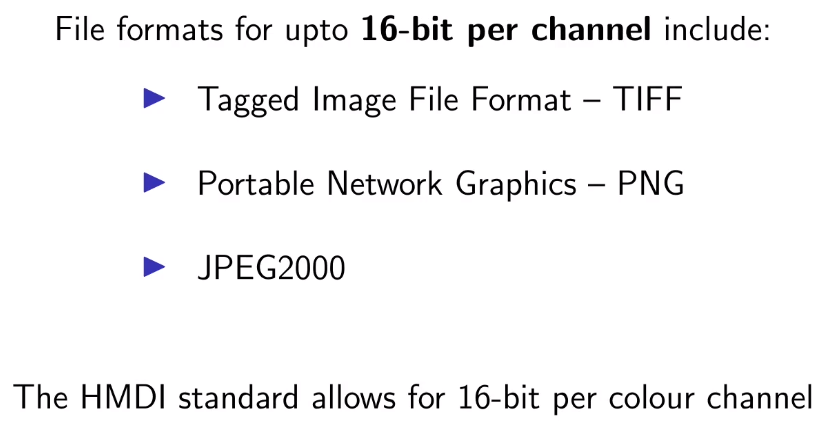 File formats for upto 16-bit per channel include:
Tagged Image File Format – TIFF
Portable Network Graphics – PNG
JPEG2000
The HMDI standard allows for 16-bit per colour channel